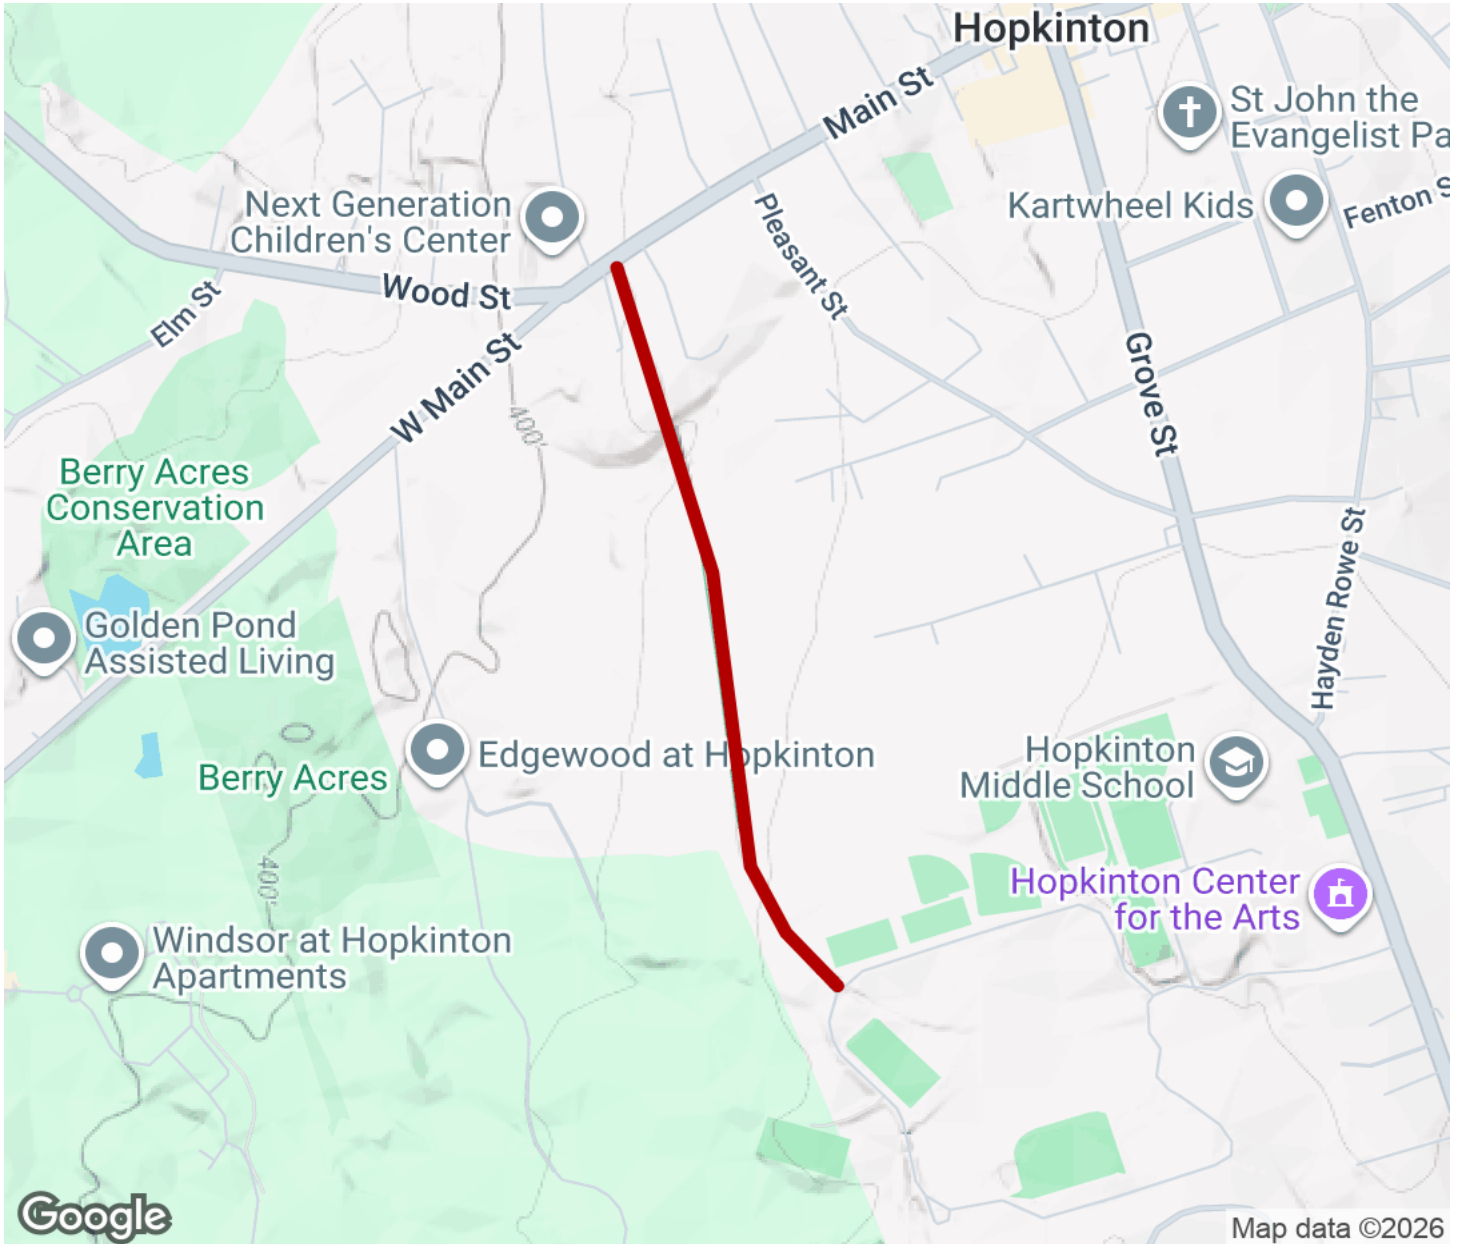 Hopkinton
Main St
St John the
Evangelist Pa
Next Generation
Children's Center
Kartwheel Kids
Fenton S
Pleasant St
Wood St
Elm St
W Main St
Grove St
400'
Berry Acres
Conservation
Area
Hayden Rowe St
Golden Pond
Assisted Living
Edgewood at Hopkinton
Hopkinton
Middle School
Berry Acres
400'
Hopkinton Center
for the Arts
Windsor at Hopkinton
Apartments
Google
Map data ©2026